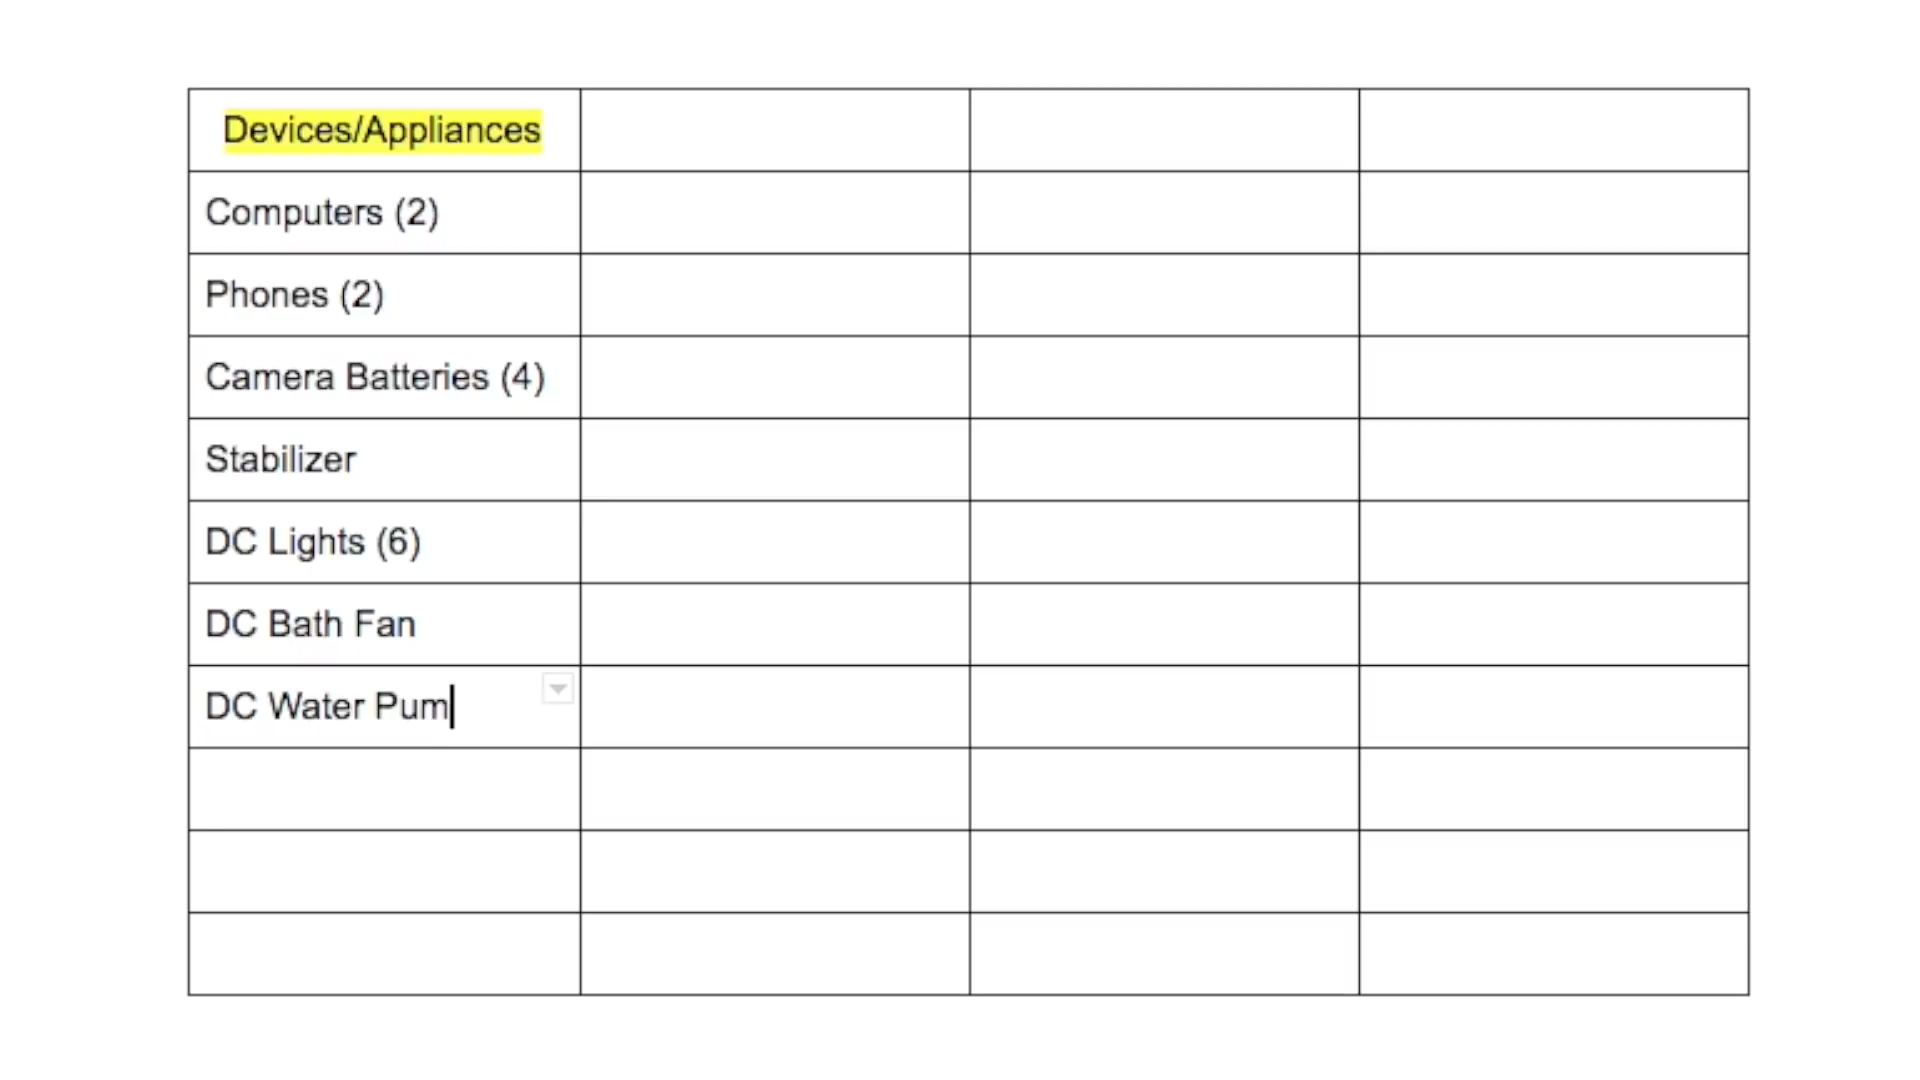 Devices/Appliances
Computers (2)
Phones (2)
Camera Batteries (4)
Stabilizer
DC Lights (6)
DC Bath Fan
DC Water Pum